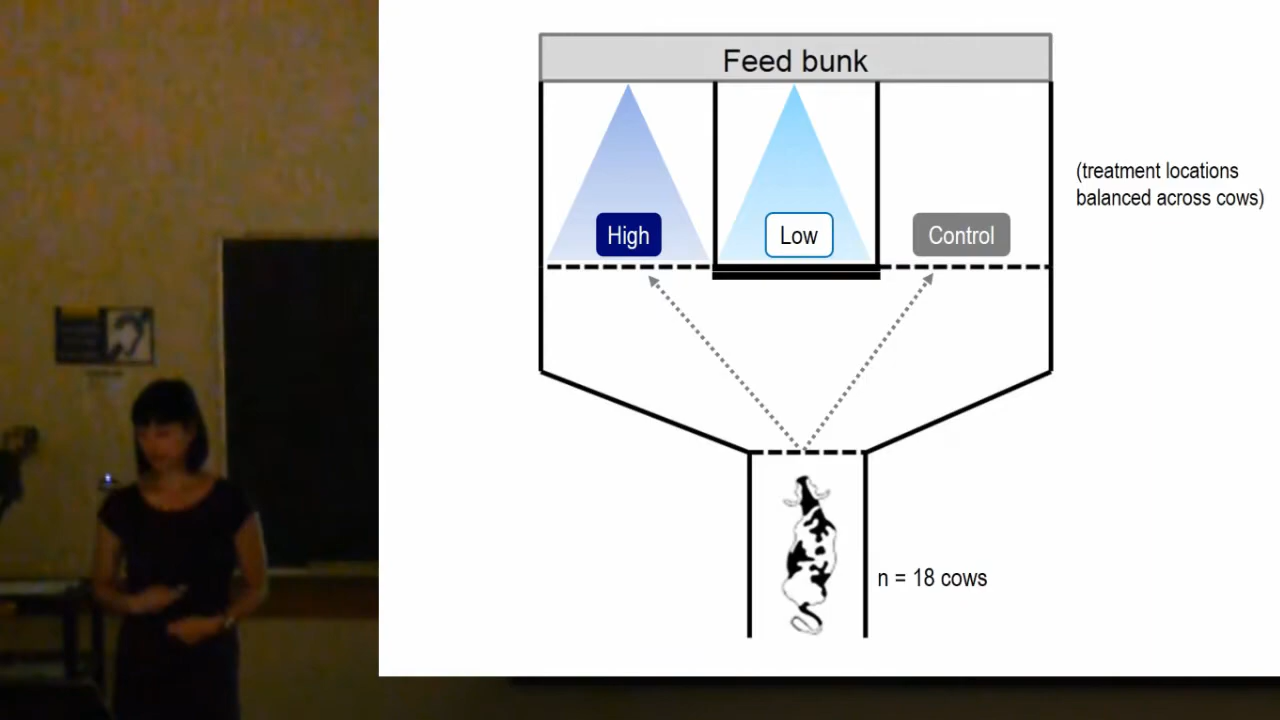 Feed bunk
(treatment locations
balanced across cows)
High
Low
Control
n = 18 cows